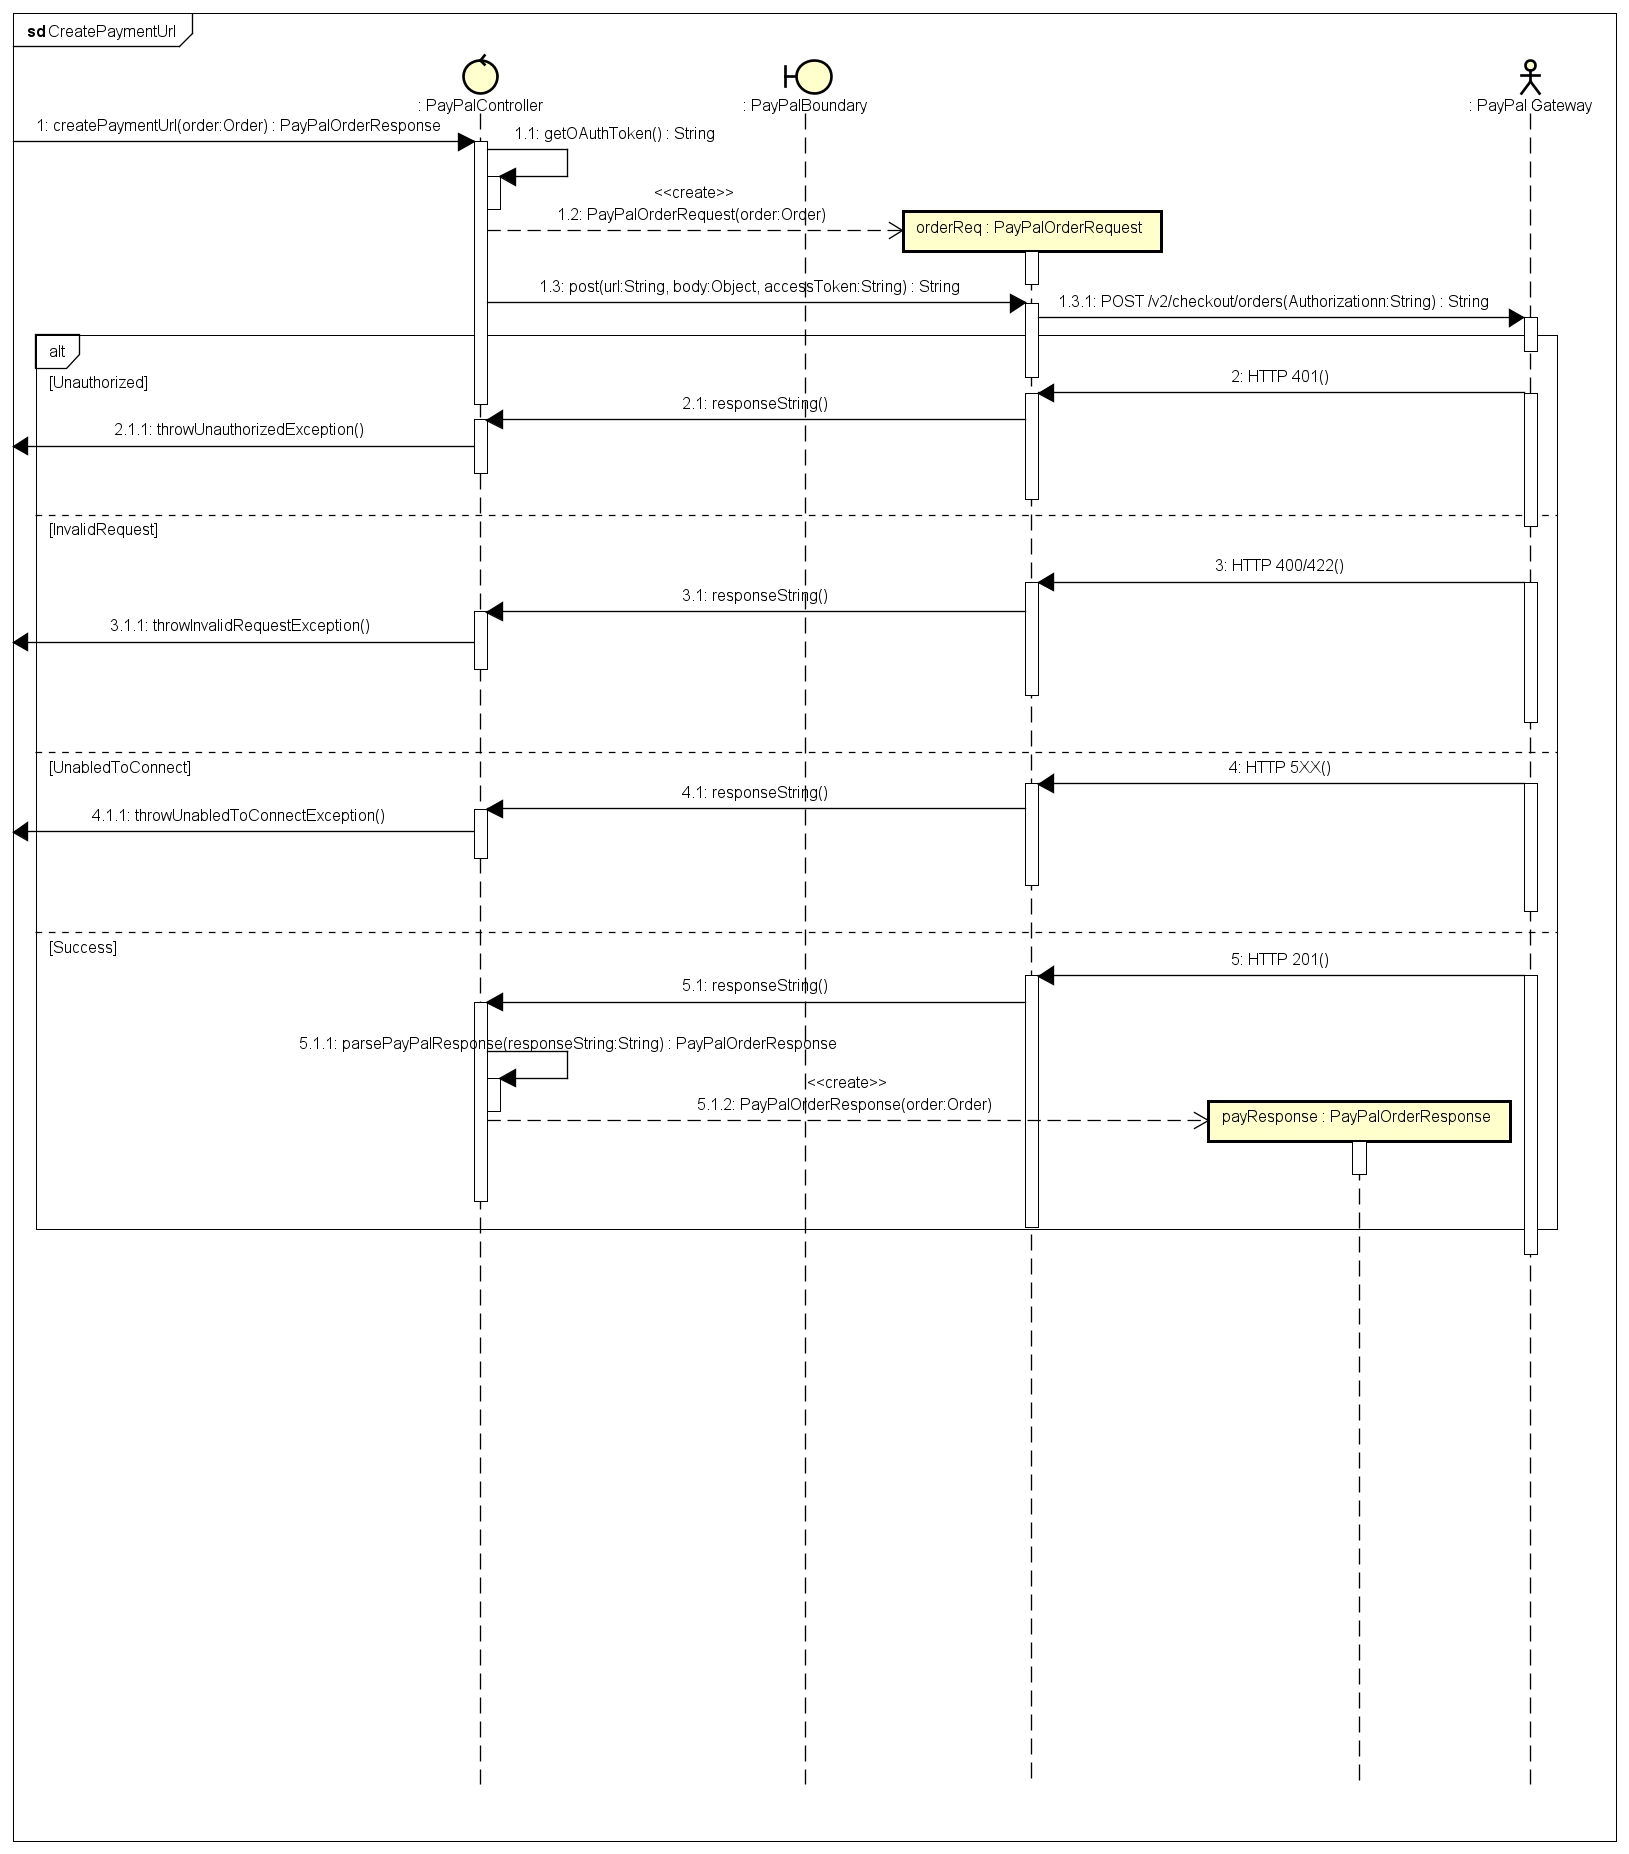 sd CreatePaymentUrl
: PayPalController
: PayPalBoundary
: PayPal Gateway
1: createPaymentUrl(order:Order) : PayPalOrderResponse
1.1: getOAuthToken() : String
<<create>>
1.2: PayPalOrderRequest(order:Order)
orderReq : PayPalOrderRequest
1.3: post(url:String, body:Object, accessToken:String) : String
1.3.1: POST /v2/checkout/orders(Authorizationn:String) : String
alt
[Unauthorized]
2: HTTP 401()
2.1: responseString()
2.1.1: throwUnauthorizedException()
[InvalidRequest]
3: HTTP 400/422()
3.1: responseString()
3.1.1: throwInvalidRequestException()
[UnabledToConnect]
4: HTTP 5XX()
4.1: responseString()
4.1.1: throwUnabledToConnectException()
[Success]
5: HTTP 201()
5.1: responseString()
5.1.1: parsePayPalResponse(responseString:String) : PayPalOrderResponse
<<create>>
5.1.2: PayPalOrderResponse(order:Order)
payResponse : PayPalOrderResponse